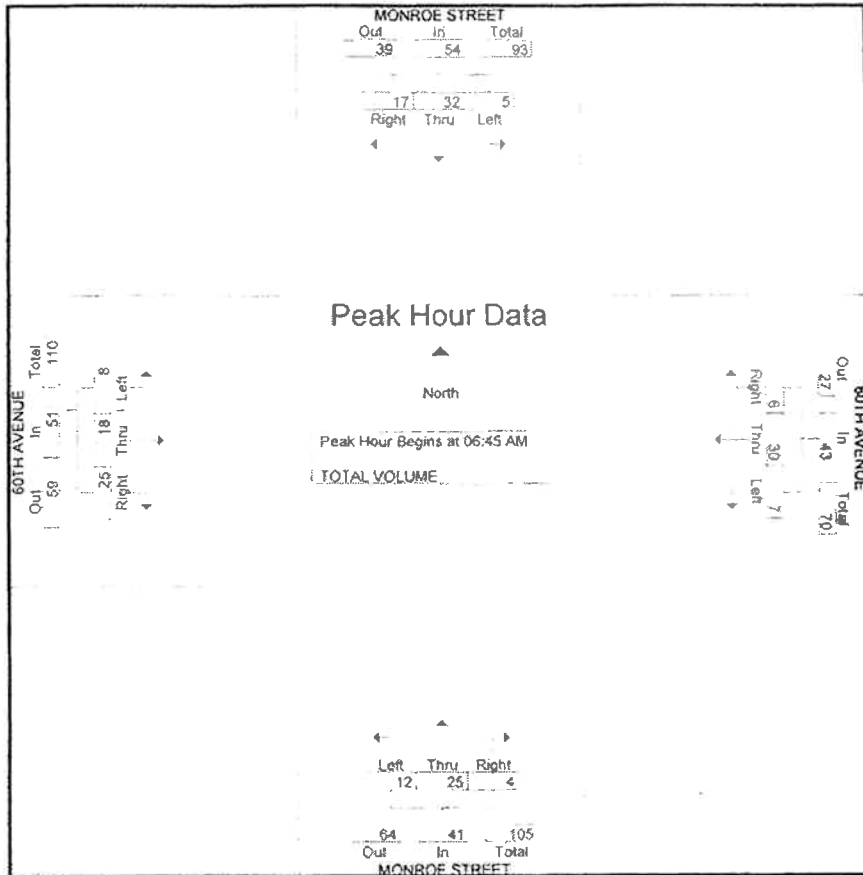 MONROE STREET
Out In Total
39 54 93
17 32 5
Right Thru Left
Peak Hour Data
North
Peak Hour Begins at 06:45 AM
TOTAL VOLUME
60TH AVENUE
Out In Total
59 51 110
Right Thru Left
25 18 8
60TH AVENUE
Out In Total
27 43 70
Right Thru Left
6 30 7
Left Thru Right
12 25 4
64 41 105
Out In Total
MONROE STREET